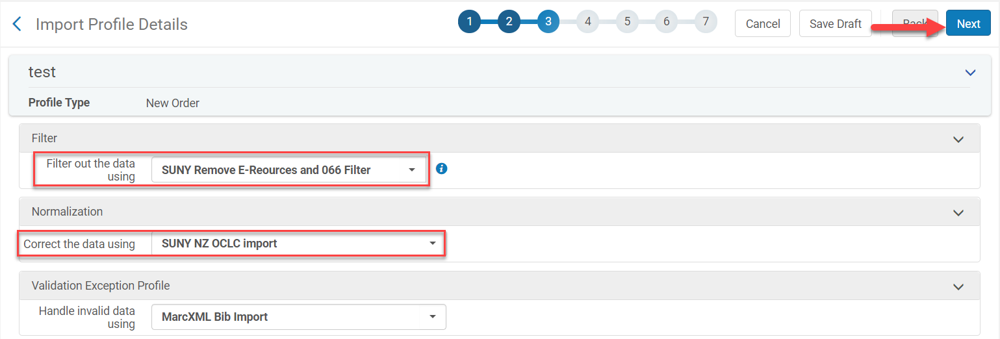 Import Profile Details
1 2 3 4 5 6 7
Cancel
Save Draft
Back
Next
test
Profile Type New Order
Filter
Filter out the data
using
SUNY Remove E-Reources and 066 Filter
Normalization
Correct the data using
SUNY NZ OCLC import
Validation Exception Profile
Handle invalid data
using
MarcXML Bib Import